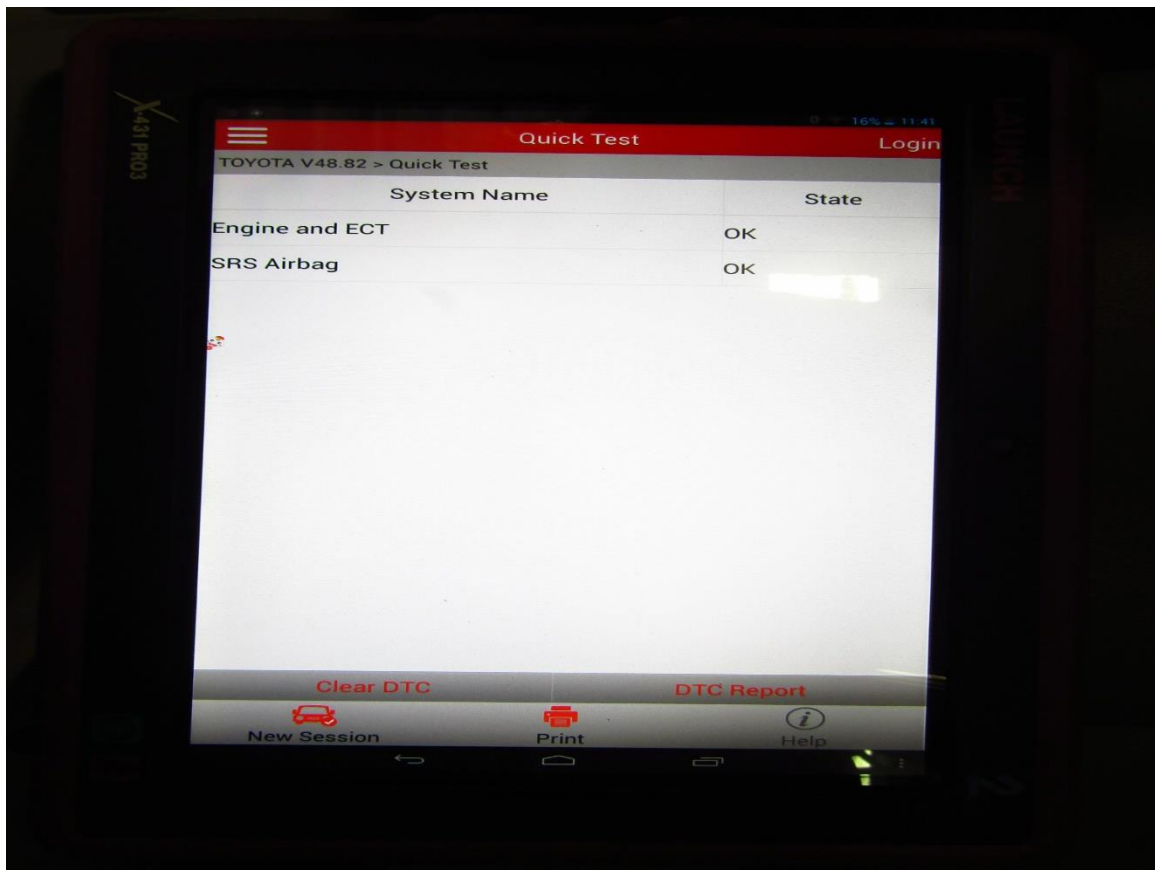 X-431 PRO3
LAUNCH
16% 11:41
Quick Test
Login
TOYOTA V48.82 > Quick Test
System Name State
Engine and ECT OK
SRS Airbag OK
Clear DTC DTC Report
New Session Print Help